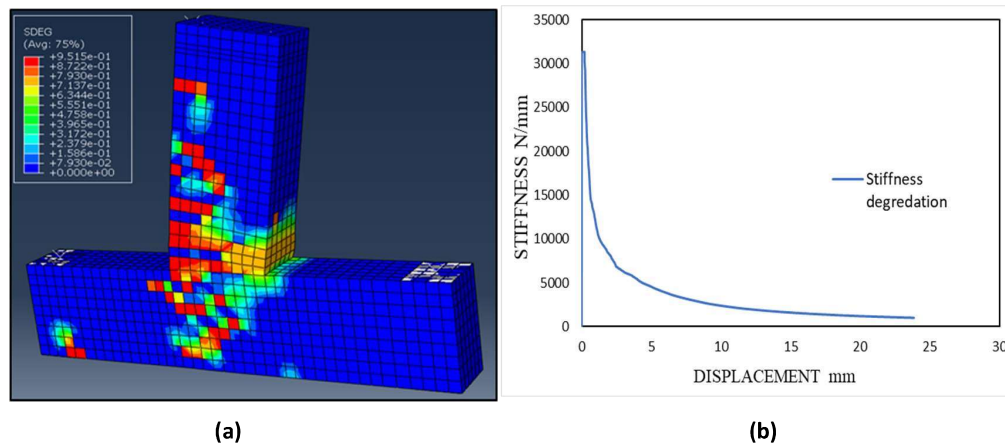 SDEG
(Avg: 75%)
+9.515e-01
+8.722e-01
+7.930e-01
+7.137e-01
+6.344e-01
+5.551e-01
+4.758e-01
+3.965e-01
+3.172e-01
+2.379e-01
+1.586e-01
+7.930e-02
+0.000e+00
(a)
35000
30000
25000
20000
15000
10000
5000
0
STIFFNESS N/mm
Stiffness
degredation
0 5 10 15 20 25 30
DISPLACEMENT mm
(b)